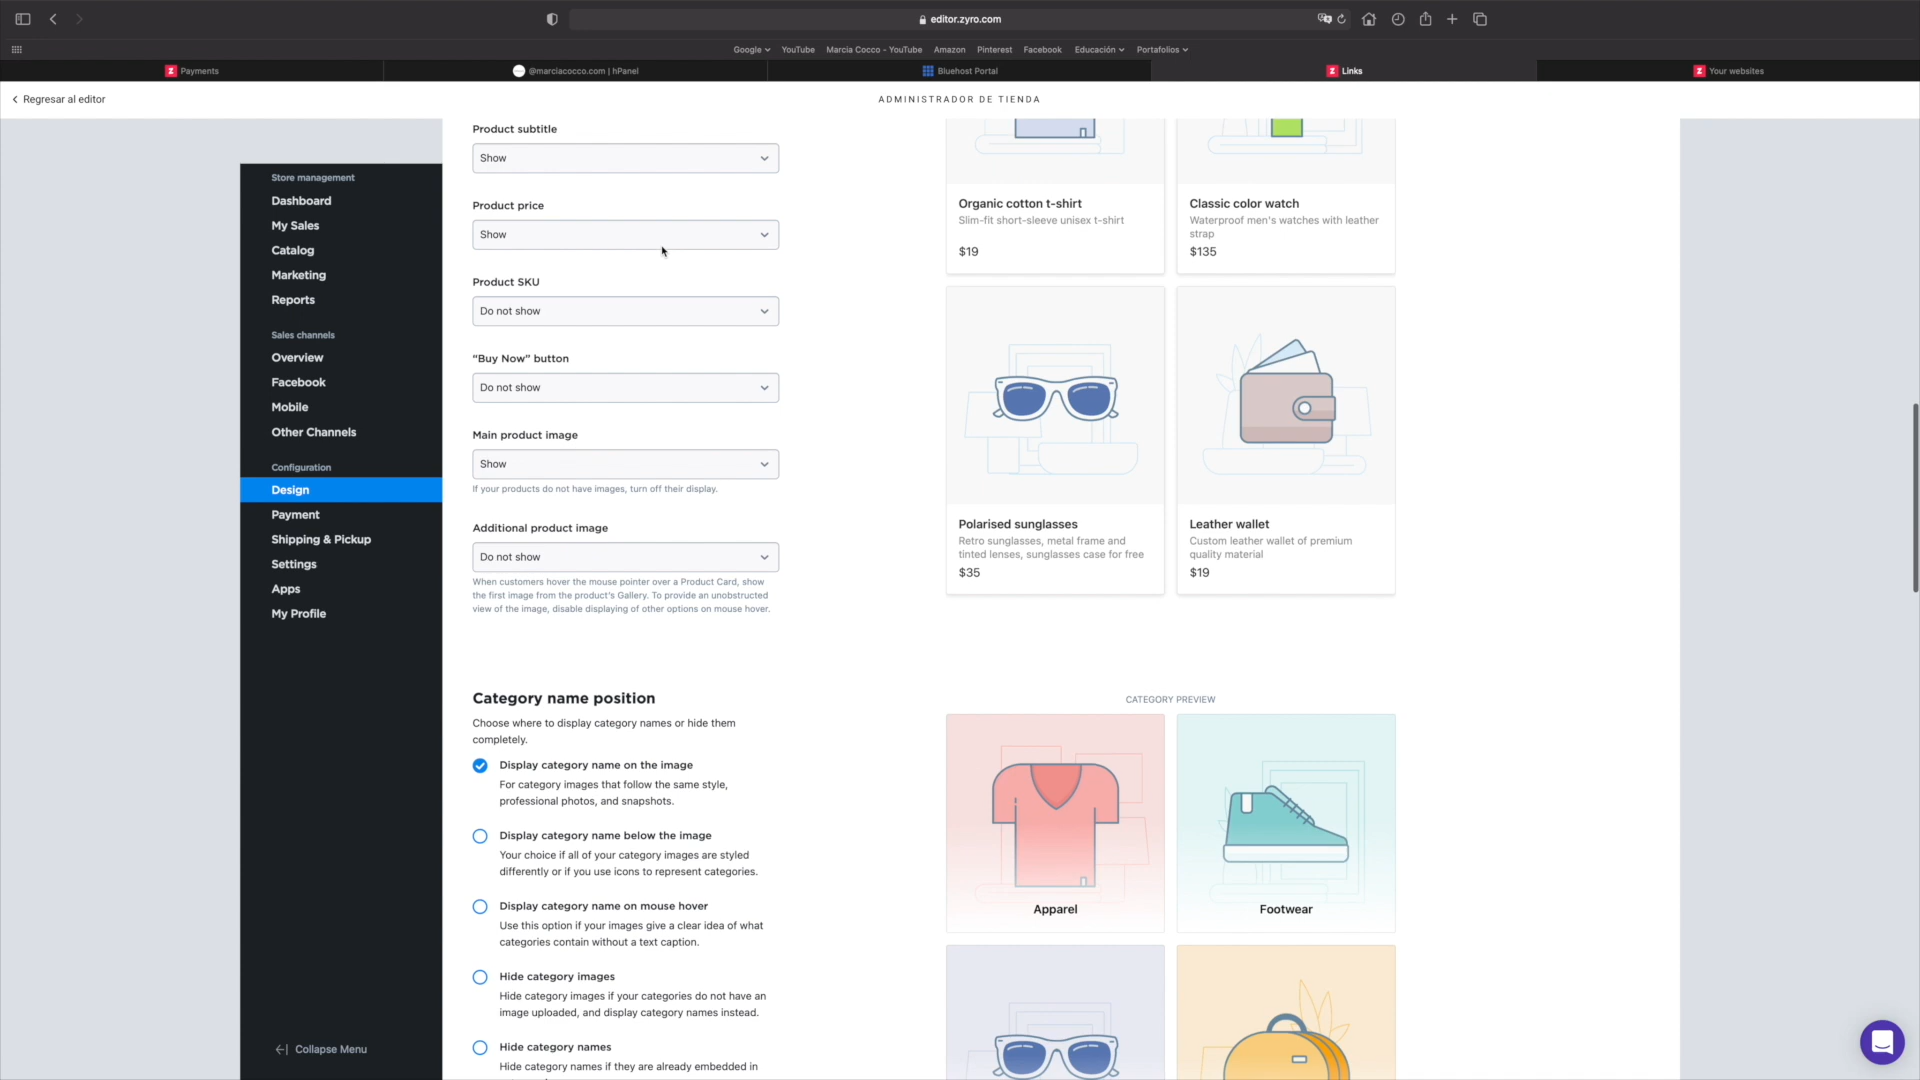 editor.zyro.com
Google
YouTube
Marcia Cocco - YouTube
Amazon
Pinterest
Facebook
Educación
Portafolios
Payments
@marciacocco.com | hPanel
Bluehost Portal
Links
Your websites
Regresar al editor
ADMINISTRADOR DE TIENDA
Store management
Dashboard
My Sales
Catalog
Marketing
Reports
Sales channels
Overview
Facebook
Mobile
Other Channels
Configuration
Design
Payment
Shipping & Pickup
Settings
Apps
My Profile
Collapse Menu
Product subtitle
Show
Product price
Show
Product SKU
Do not show
“Buy Now” button
Do not show
Main product image
Show
If your products do not have images, turn off their display.
Additional product image
Do not show
When customers hover the mouse pointer over a Product Card, show
the first image from the product's Gallery. To provide an unobstructed
view of the image, disable displaying of other options on mouse hover.
Organic cotton t-shirt
Slim-fit short-sleeve unisex t-shirt
$19
Classic color watch
Waterproof men's watches with leather
strap
$135
Polarised sunglasses
Retro sunglasses, metal frame and
tinted lenses, sunglasses case for free
$35
Leather wallet
Custom leather wallet of premium
quality material
$19
Category name position
Choose where to display category names or hide them
completely.
Display category name on the image
For category images that follow the same style,
professional photos, and snapshots.
Display category name below the image
Your choice if all of your category images are styled
differently or if you use icons to represent categories.
Display category name on mouse hover
Use this option if your images give a clear idea of what
categories contain without a text caption.
Hide category images
Hide category images if your categories do not have an
image uploaded, and display category names instead.
Hide category names
Hide category names if they are already embedded in
CATEGORY PREVIEW
Apparel
Footwear